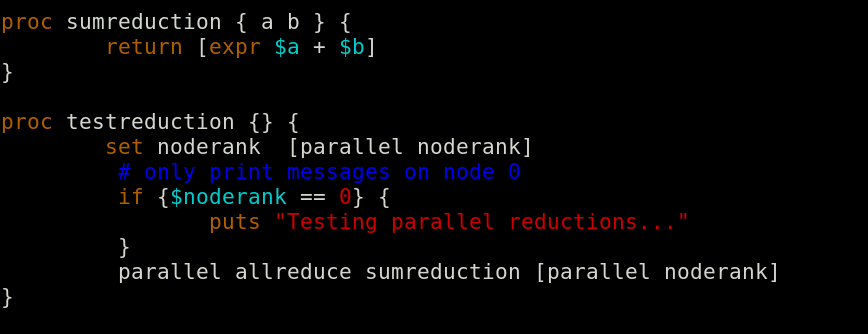 proc sumreduction { a b } {
        return [expr $a + $b]
}

proc testreduction {} {
        set noderank  [parallel noderank]
         # only print messages on node 0
         if {$noderank == 0} {
                puts "Testing parallel reductions..."
         }
         parallel allreduce sumreduction [parallel noderank]
}